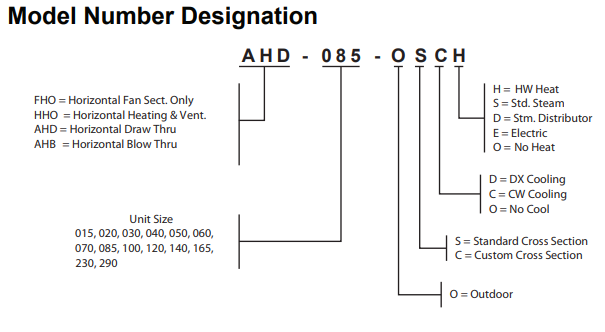 Model Number Designation
AHD - 085 - OSCH
FHO = Horizontal Fan Sect. Only
HHO = Horizontal Heating & Vent.
AHD = Horizontal Draw Thru
AHB = Horizontal Blow Thru
Unit Size
015, 020, 030, 040, 050, 060,
070, 085, 100, 120, 140, 165,
230, 290
H = HW Heat
S = Std. Steam
D = Stm. Distributor
E = Electric
O = No Heat
D = DX Cooling
C = CW Cooling
O = No Cool
S = Standard Cross Section
C = Custom Cross Section
O = Outdoor